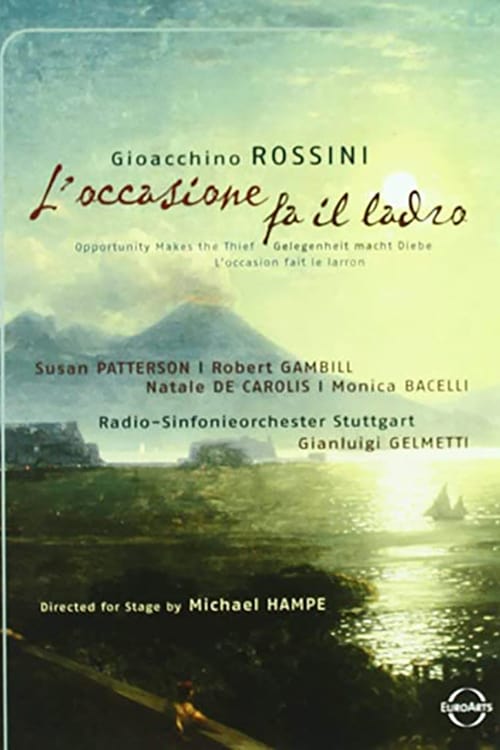 Gioacchino ROSSINI
L'occasione
fa il ladro
Opportunity Makes the Thief Gelegenheit macht Diebe
L'occasion fait le larron
Susan PATTERSON I Robert GAMBILL
Natale DE CAROLIS I Monica BACELLI
Radio-Sinfonieorchester Stuttgart
Gianluigi GELMETTI
Directed for Stage by Michael HAMPE
EUROARTS